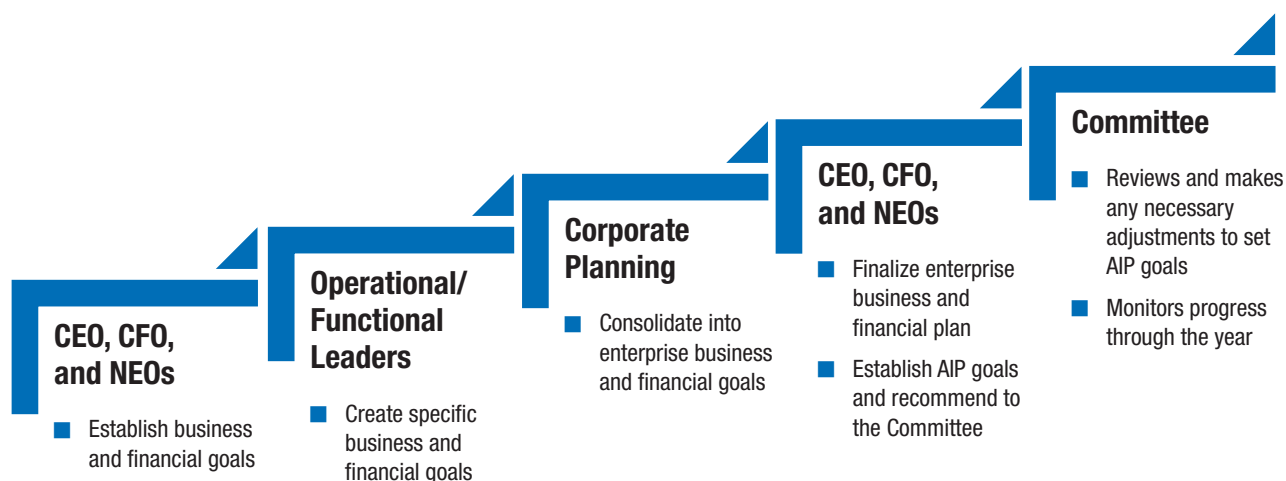 CEO, CFO,
and NEOs
Establish business
and financial goals
Operational/
Functional
Leaders
Create specific
business and
financial goals
Corporate
Planning
Consolidate into
enterprise business
and financial goals
CEO, CFO,
and NEOs
Finalize enterprise
business and
financial plan
Establish AIP goals
and recommend to
the Committee
Committee
Reviews and makes
any necessary
adjustments to set
AIP goals
Monitors progress
through the year